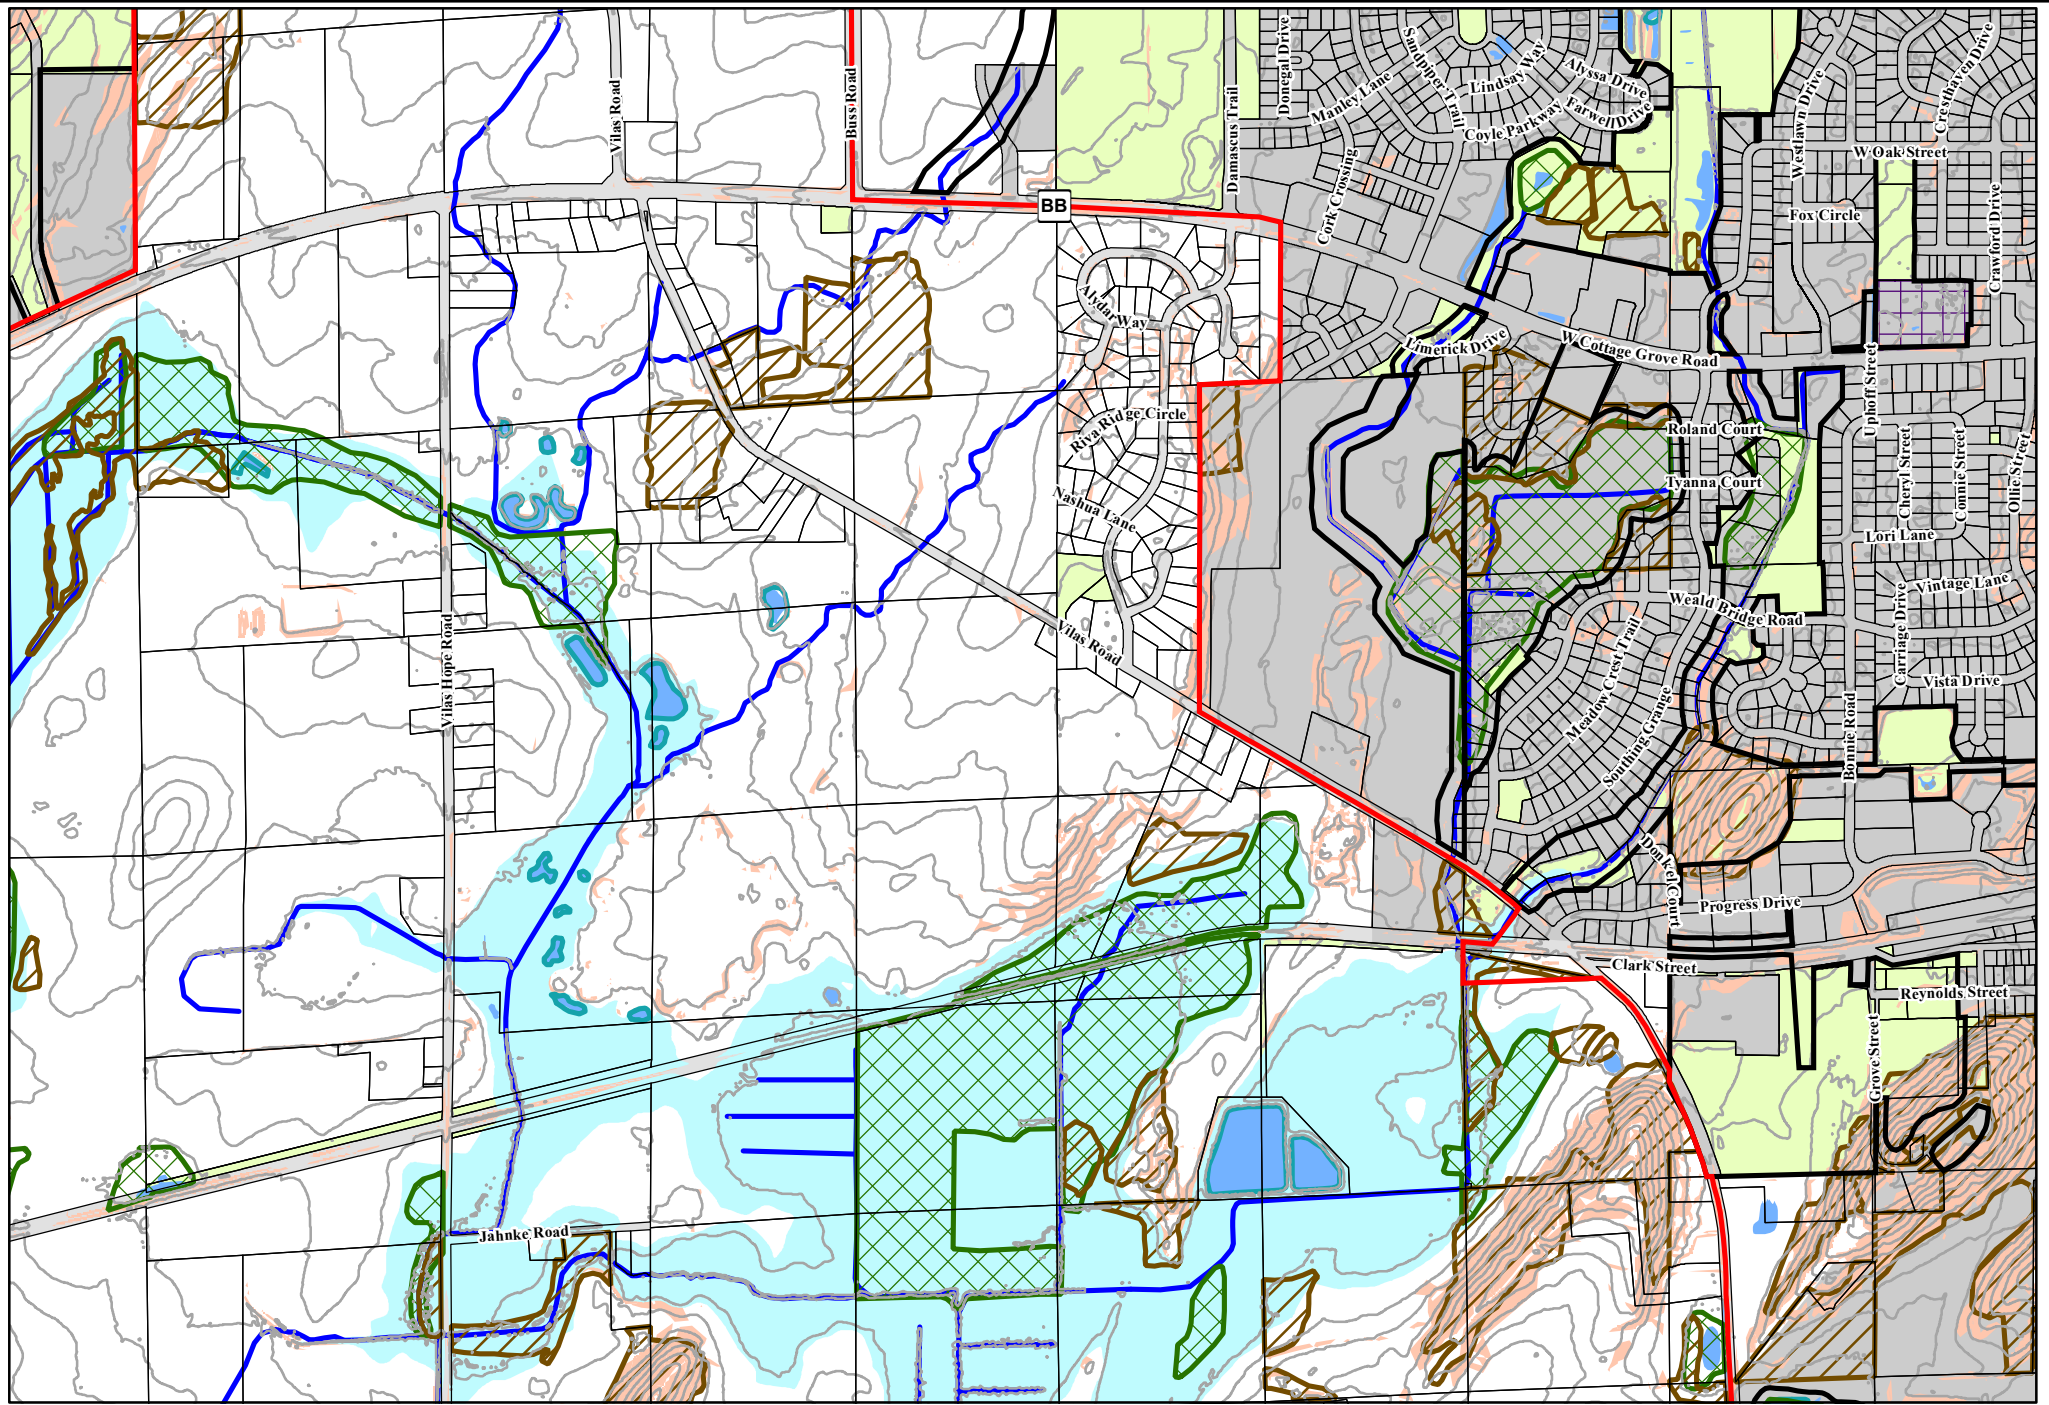 Donegal Drive
Manley Lane
Sandpiper Trail
Lindsay Way
Alyssa Drive
Farwell Drive
Coyle Parkway
Westlawn Drive
Cresthaven Drive
W Oak Street
Vilas Road
Buss Road
Damascus Trail
Cork Crossing
BB
Fox Circle
Crawford Drive
Alydar Way
Limerick Drive
W Cottage Grove Road
Uphoff Street
Riva Ridge Circle
Roland Court
Tyanna Court
Cheryl Street
Connie Street
Ollie Street
Nashua Lane
Lori Lane
Vintage Lane
Weald Bridge Road
Carriage Drive
Vilas Road
Vilas Hope Road
Meadow Crest Trail
Southing Grange
Vista Drive
Bonnie Road
Donkel Court
Progress Drive
Clark Street
Reynolds Street
Grove Street
Jahnke Road